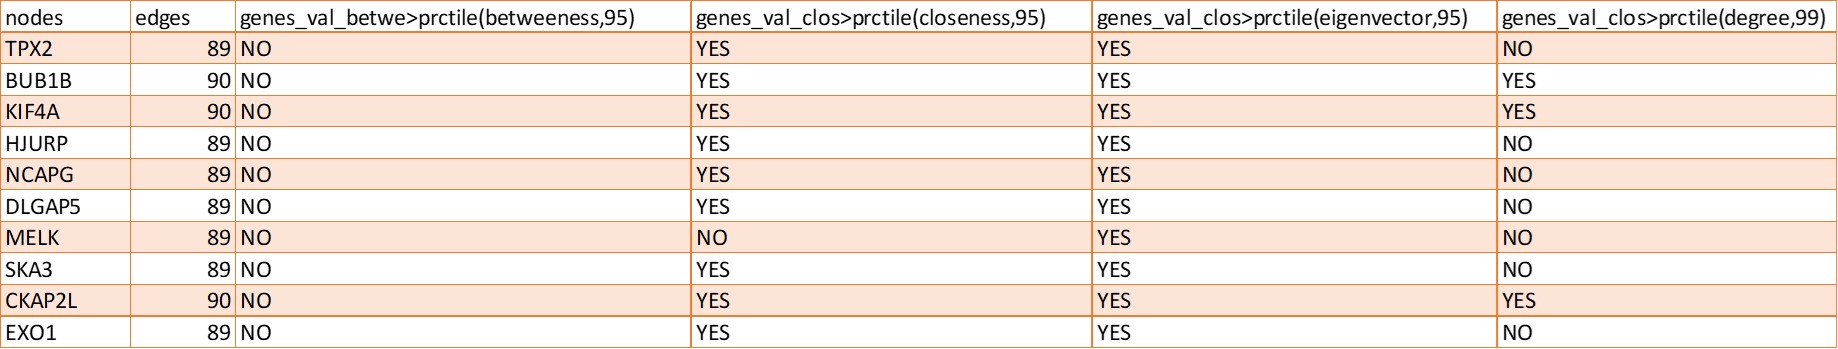 nodes edges genes_val_betwe>prctile(betweeness,95) genes_val_clos>prctile(closeness,95) genes_val_clos>prctile(eigenvector,95) genes_val_clos>prctile(degree,99)
TPX2 89 NO YES YES NO
BUB1B 90 NO YES YES YES
KIF4A 90 NO YES YES YES
HJURP 89 NO YES YES NO
NCAPG 89 NO YES YES NO
DLGAP5 89 NO YES YES NO
MELK 89 NO NO YES NO
SKA3 89 NO YES YES NO
CKAP2L 90 NO YES YES YES
EXO1 89 NO YES YES NO